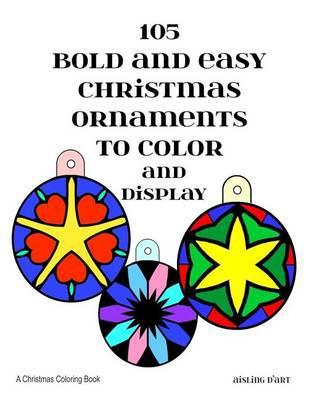 105
BOLD AND EASY
CHRISTMAS
ORNAMENTS
TO COLOR
AND
DISPLAY
A Christmas Coloring Book
AISLING D'ART